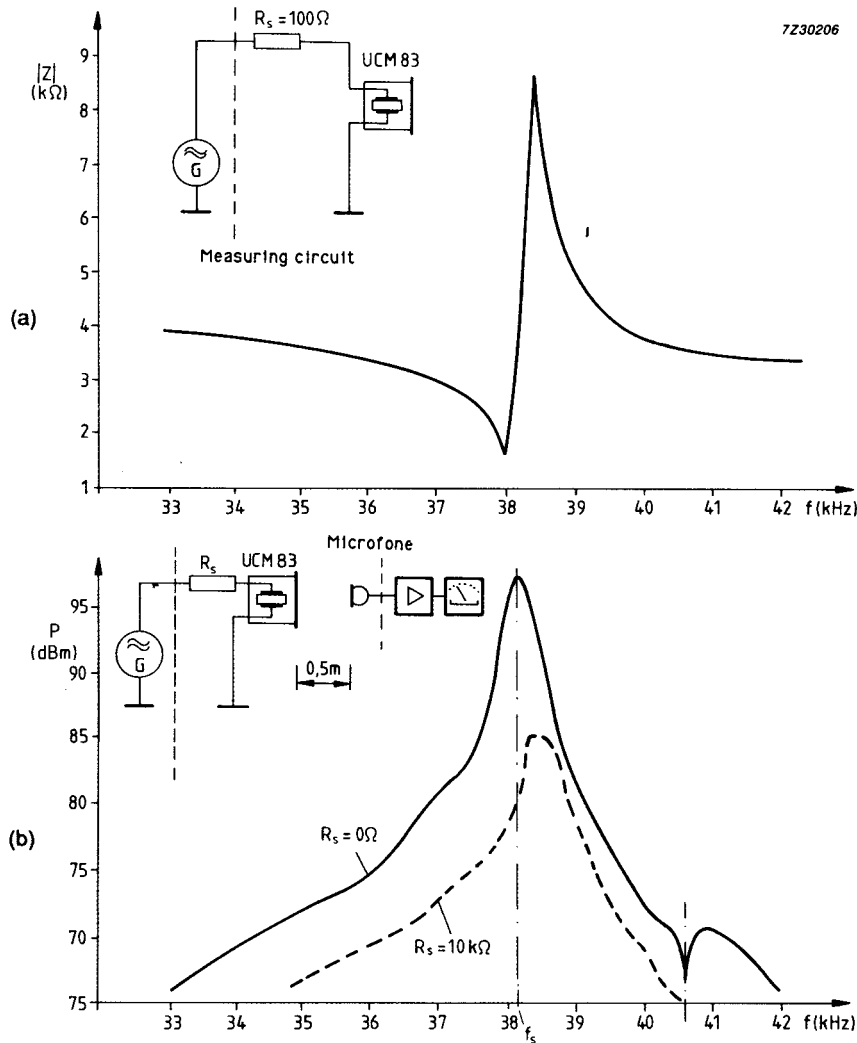 7Z30206
R_s = 100Ω
UCM 83
|Z|
(kΩ)
9
8
7
6
5
4
3
2
1
G
Measuring circuit
(a)
33 34 35 36 37 38 39 40 41 42 f(kHz)
Microfone
R_s
UCM 83
P
(dBm)
G
0,5m
95
90
85
80
75
70
75
R_s = 0Ω
R_s = 10 kΩ
(b)
33 34 35 36 37 38 39 40 41 42 f(kHz)
f_s